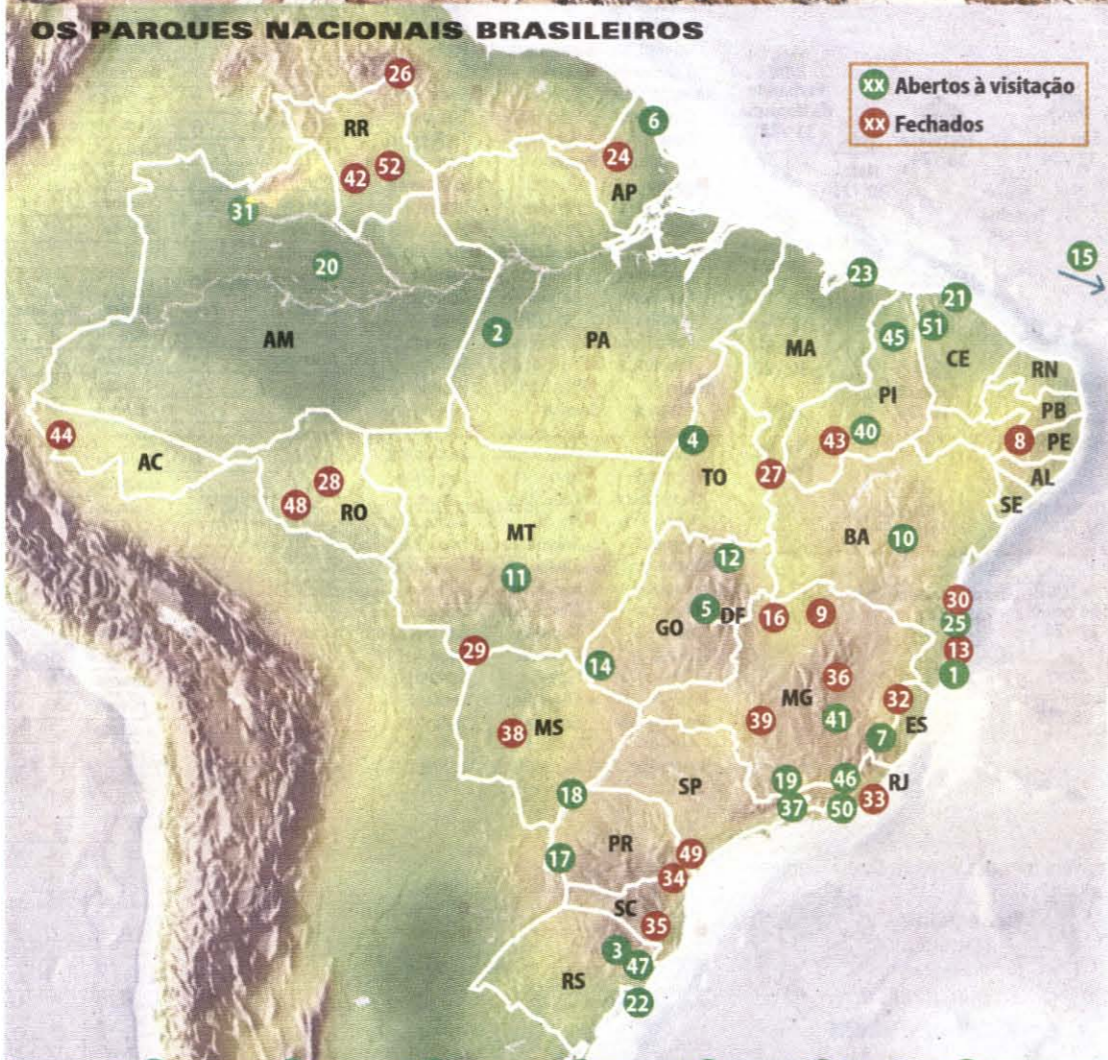 OS PARQUES NACIONAIS BRASILEIROS
XX Abertos à visitação
XX Fechados
26
RR
6
42 52
24
AP
31
20
15
23
21
2
AM
PA
MA
45
51
CE
RN
PI
PB
44
AC
4
43
40
8
PE
28
48
RO
TO
27
AL
SE
MT
BA
10
11
12
5
DF
GO
16
9
30
25
13
1
29
14
36
MG
32
38
MS
39
41
7
ES
18
SP
19
46
RJ
37
50
33
17
PR
49
34
SC
35
3
47
RS
22